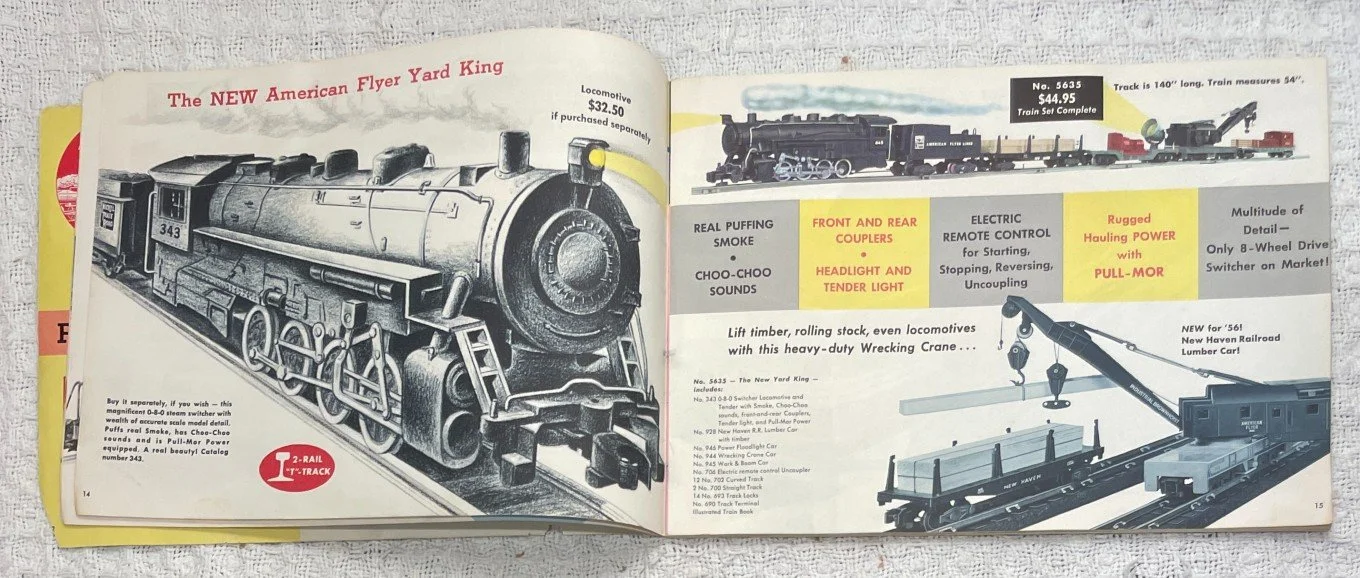 The NEW American Flyer Yard King
Locomotive
$32.50
if purchased separately
343
Buy it separately, if you wish — this
magnificent 0-8-0 steam switcher with
wealth of accurate scale model detail.
Puffs real Smoke, has Choo-Choo
sounds and is Pull-Mor Power
equipped. A real beauty! Catalog
number 343.
2-RAIL
"T"-TRACK
14
No. 5635
$44.95
Train Set Complete
Track is 140" long. Train measures 54".
AMERICAN FLYER LINES
REAL PUFFING
SMOKE
•
CHOO-CHOO
SOUNDS
FRONT AND REAR
COUPLERS
•
HEADLIGHT AND
TENDER LIGHT
ELECTRIC
REMOTE CONTROL
for Starting,
Stopping, Reversing,
Uncoupling
Rugged
Hauling POWER
with
PULL-MOR
Multitude of
Detail—
Only 8-Wheel Drive
Switcher on Market!
Lift timber, rolling stock, even locomotives
with this heavy-duty Wrecking Crane...
NEW for '56!
New Haven Railroad
Lumber Car!
No. 5635 — The New Yard King —
includes:
No. 343 0-8-0 Switcher Locomotive and
Tender with Smoke, Choo-Choo
sounds, front-and-rear Couplers,
Tender light, and Pull-Mor Power
No. 928 New Haven R.R. Lumber Car
with timber
No. 946 Power Floodlight Car
No. 944 Wrecking Crane Car
No. 945 Work & Boom Car
No. 706 Electric remote control Uncoupler
12 No. 702 Curved Track
2 No. 700 Straight Track
14 No. 693 Track Locks
No. 690 Track Terminal
Illustrated Train Book
INDUSTRIAL BROWNHOIST
AMERICAN
FLYER
NEW HAVEN
15